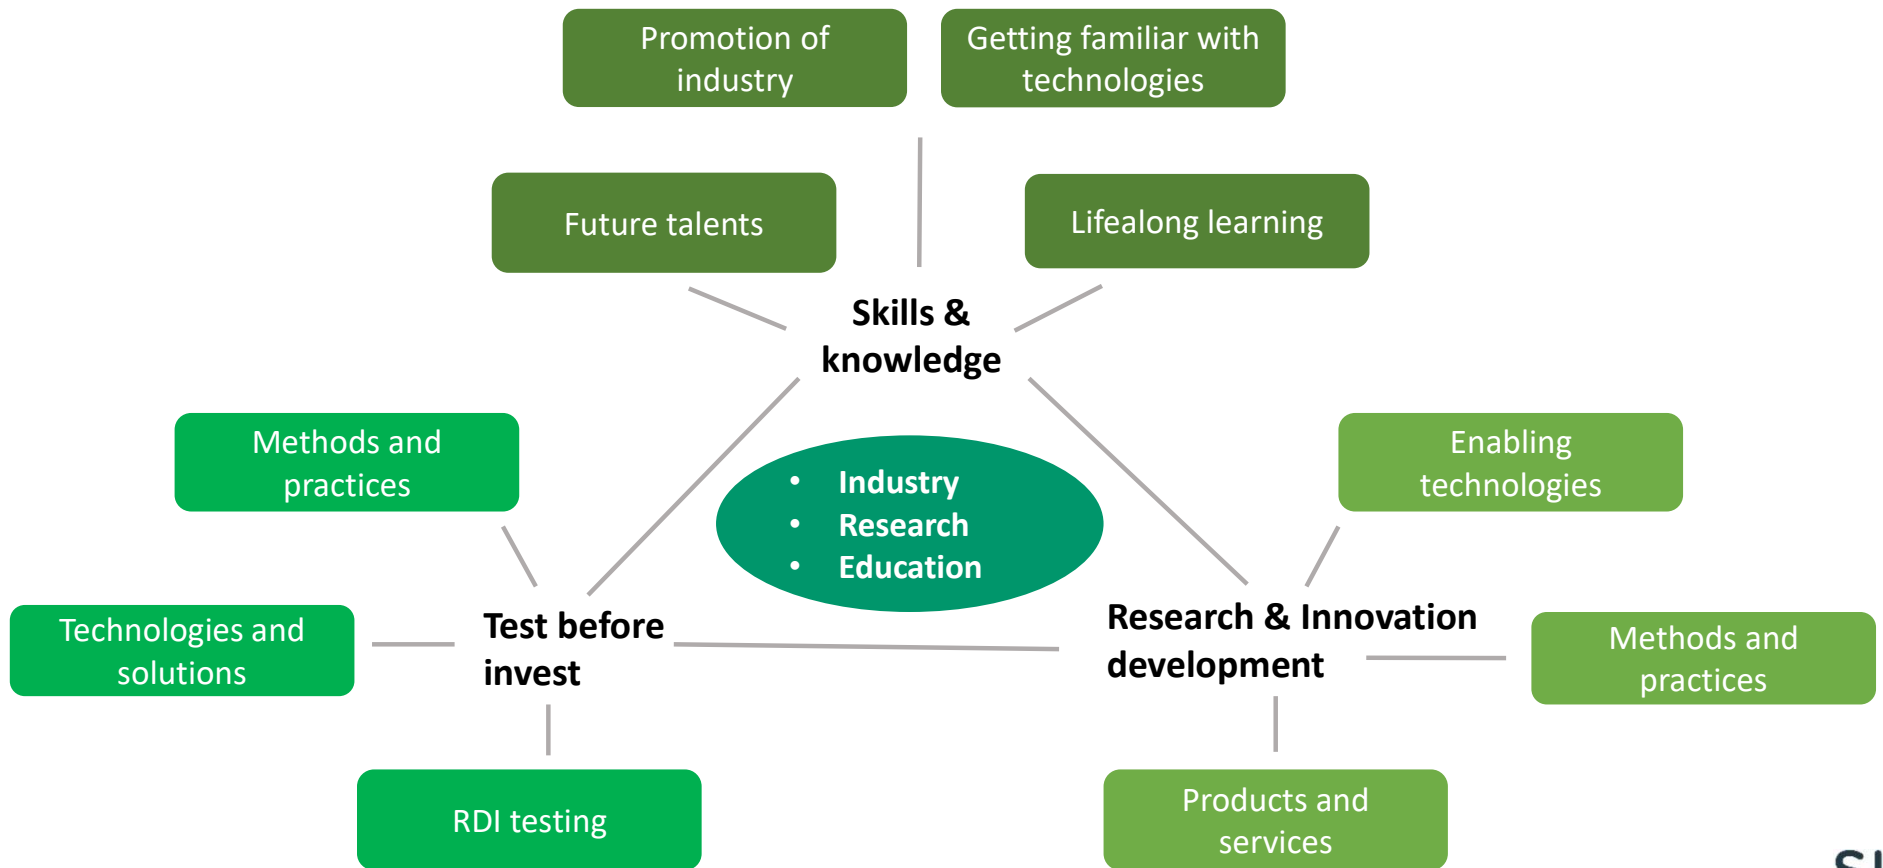 Promotion of
industry
Getting familiar with
technologies
Future talents
Lifealong learning
Skills &
knowledge
Methods and
practices
Enabling
technologies
• Industry
• Research
• Education
Technologies and
solutions
Test before
invest
Research & Innovation
development
Methods and
practices
RDI testing
Products and
services